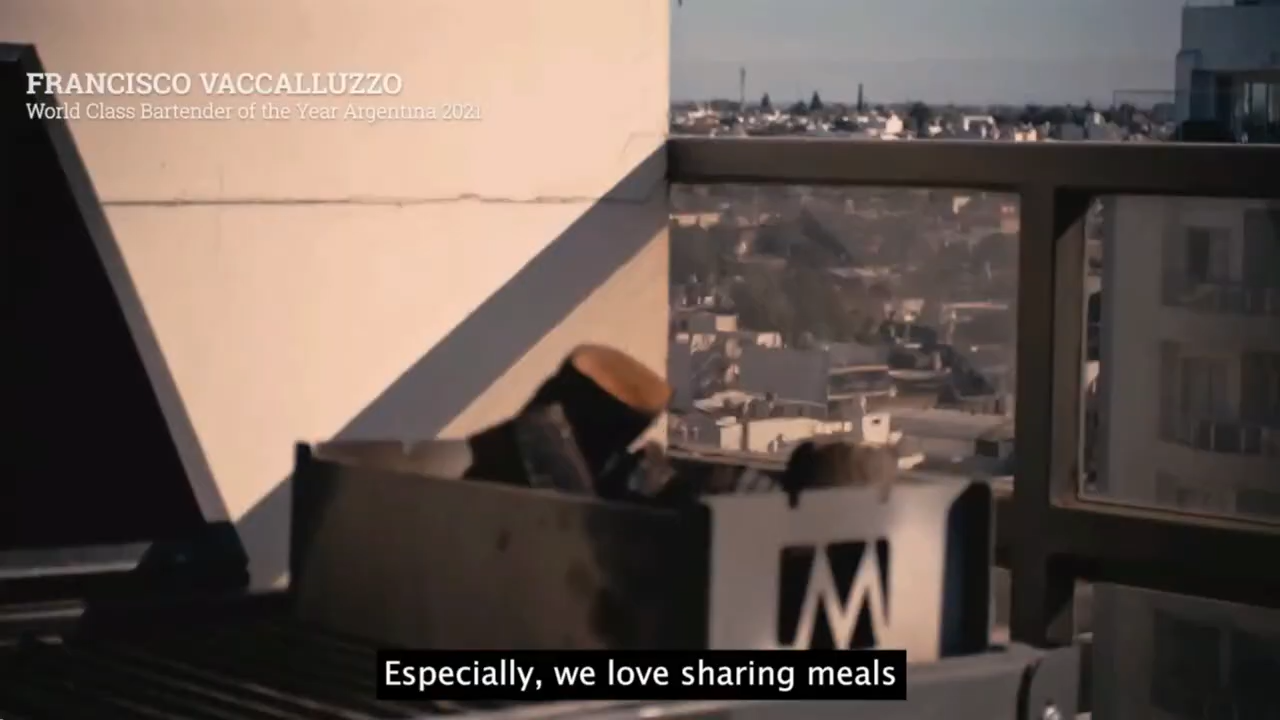 FRANCISCO VACCALLUZZO
World Class Bartender of the Year Argentina 2021
M
Especially, we love sharing meals